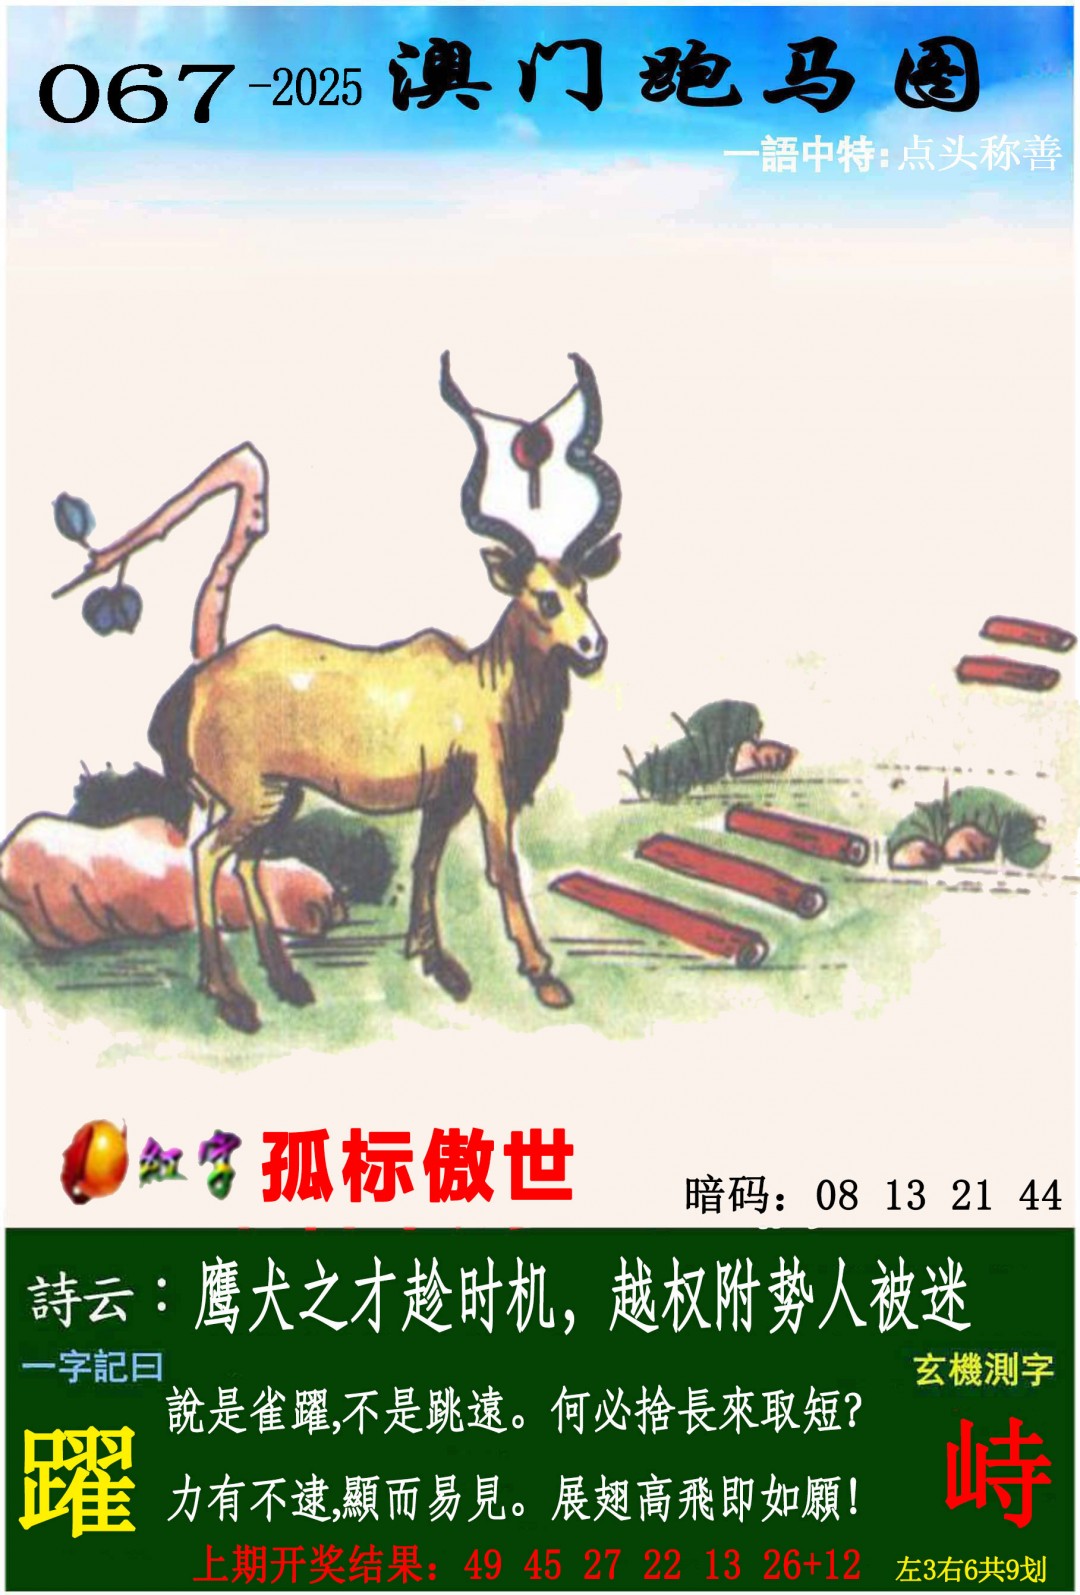 067-2025 澳门跑马图
一語中特:点头称善
红字 孤标傲世
暗码：08 13 21 44
詩云：鹰犬之才趁时机，越权附势人被迷
一字記曰
玄機測字
說是雀躍,不是跳遠。何必捨長來取短?
躍
峙
力有不逮,顯而易見。展翅高飛即如願!
上期开奖结果：49 45 27 22 13 26+12
左3右6共9划